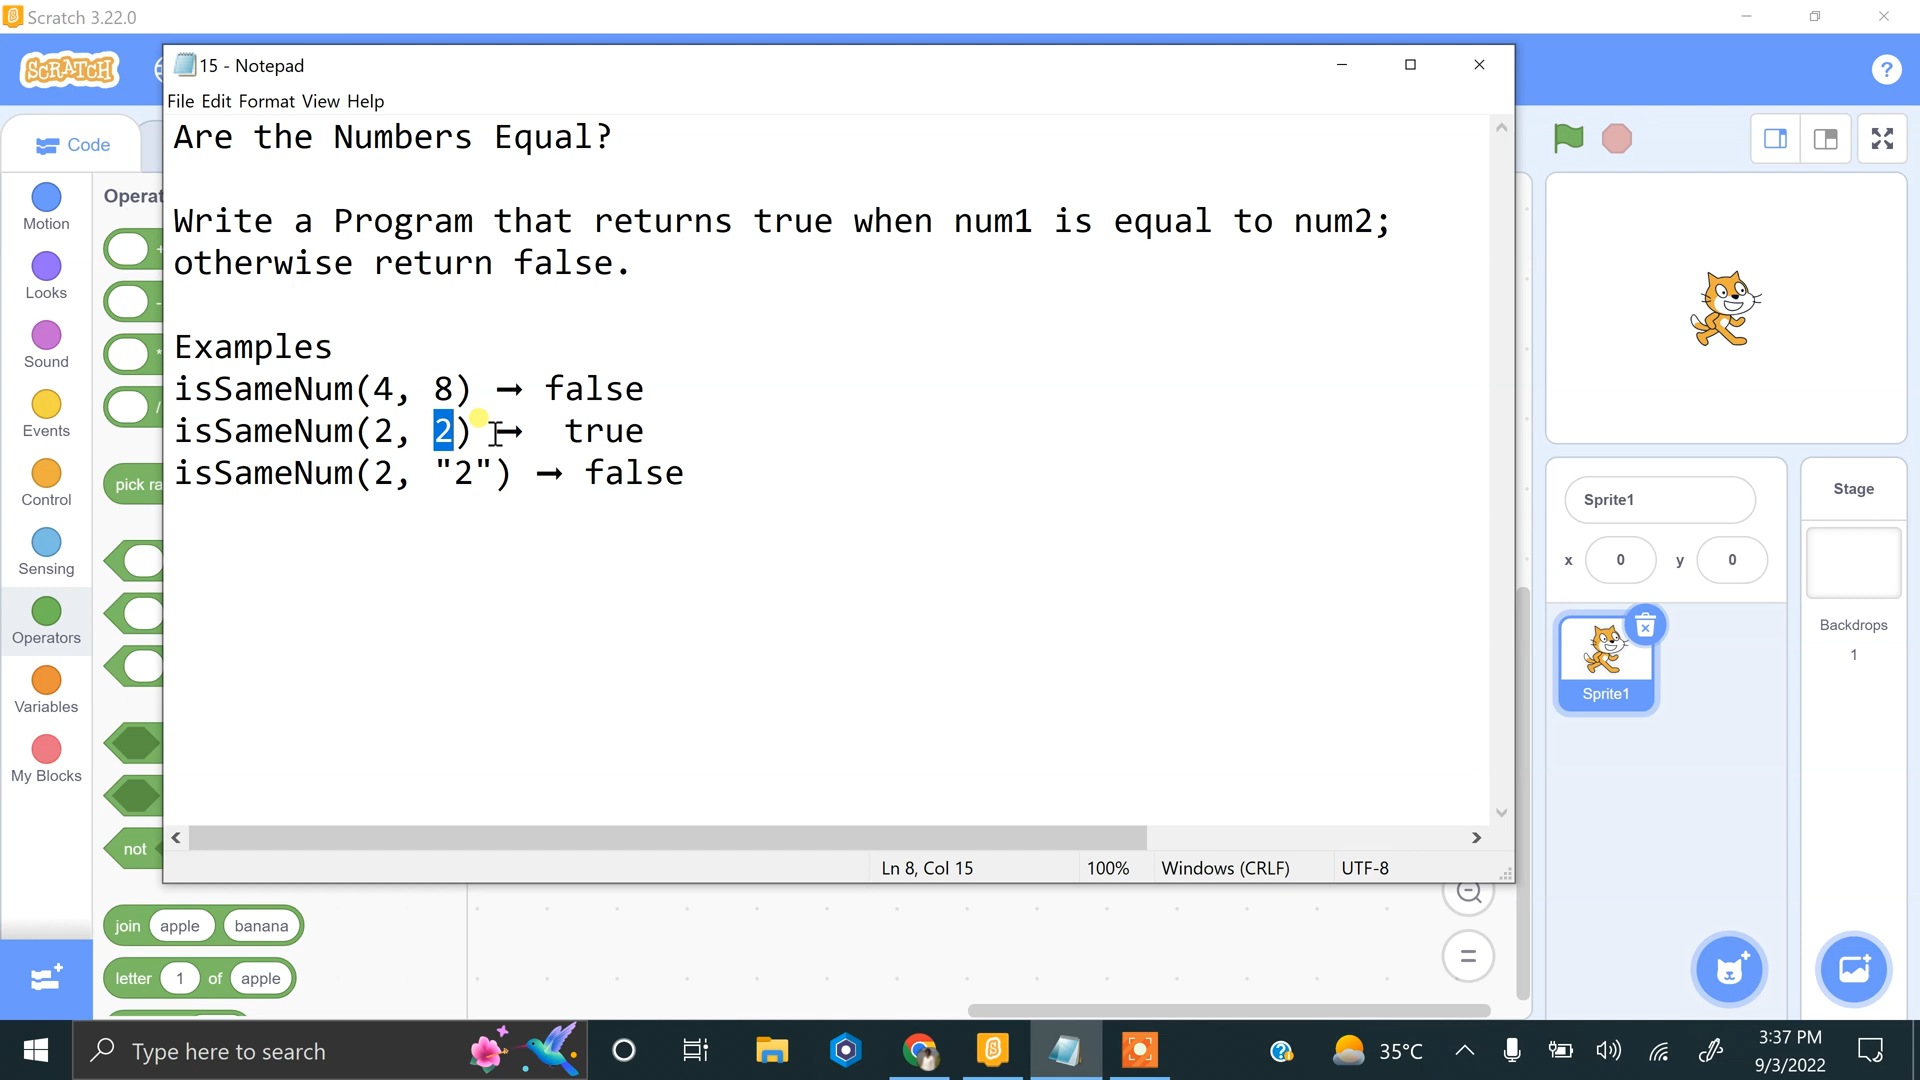 Scratch 3.22.0
SCRATCH
15 - Notepad
File Edit Format View Help
Are the Numbers Equal?
Write a Program that returns true when num1 is equal to num2;
otherwise return false.
Examples
isSameNum(4, 8) → false
isSameNum(2, 2) → true
isSameNum(2, "2") → false
Ln 8, Col 15
100%
Windows (CRLF)
UTF-8
Code
Motion
Looks
Sound
Events
Control
Sensing
Operators
Variables
My Blocks
Operat
+
-
*
/
pick ra
not
join apple banana
letter 1 of apple
Sprite1
x 0 y 0
Sprite1
Stage
Backdrops
1
Type here to search
35°C
3:37 PM
9/3/2022